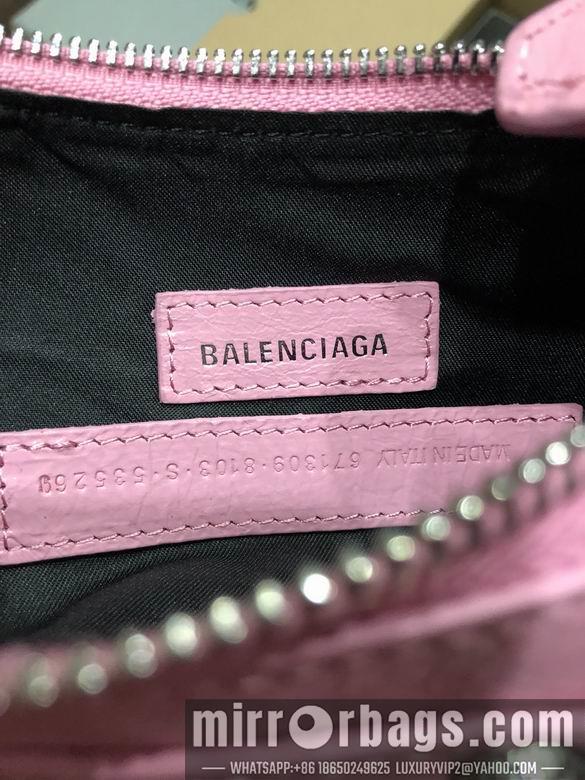 BALENCIAGA
MADE IN ITALY 671309·8103·S·535269
mirrorbags.com
WHATSAPP:+86 18650249625 LUXURYVIP2@YAHOO.COM